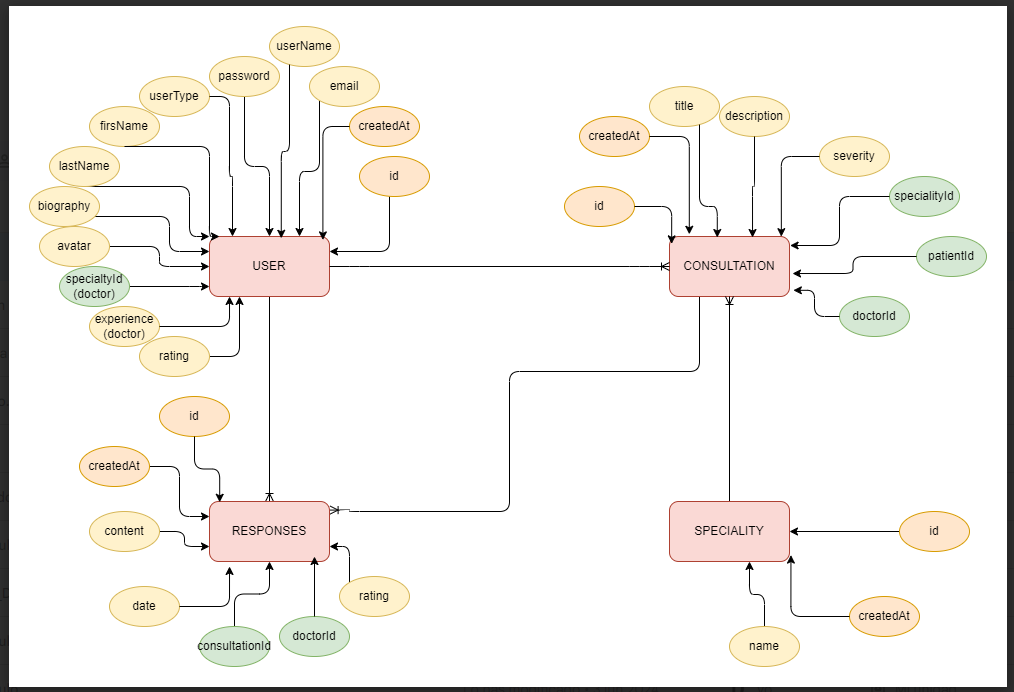 userName
password
email
userType
createdAt
firsName
lastName
id
biography
avatar
specialtyId
(doctor)
experience
(doctor)
rating
USER
title
description
createdAt
severity
id
specialityId
patientId
doctorId
CONSULTATION
id
createdAt
content
date
consultationId
doctorId
rating
RESPONSES
SPECIALITY
id
createdAt
name